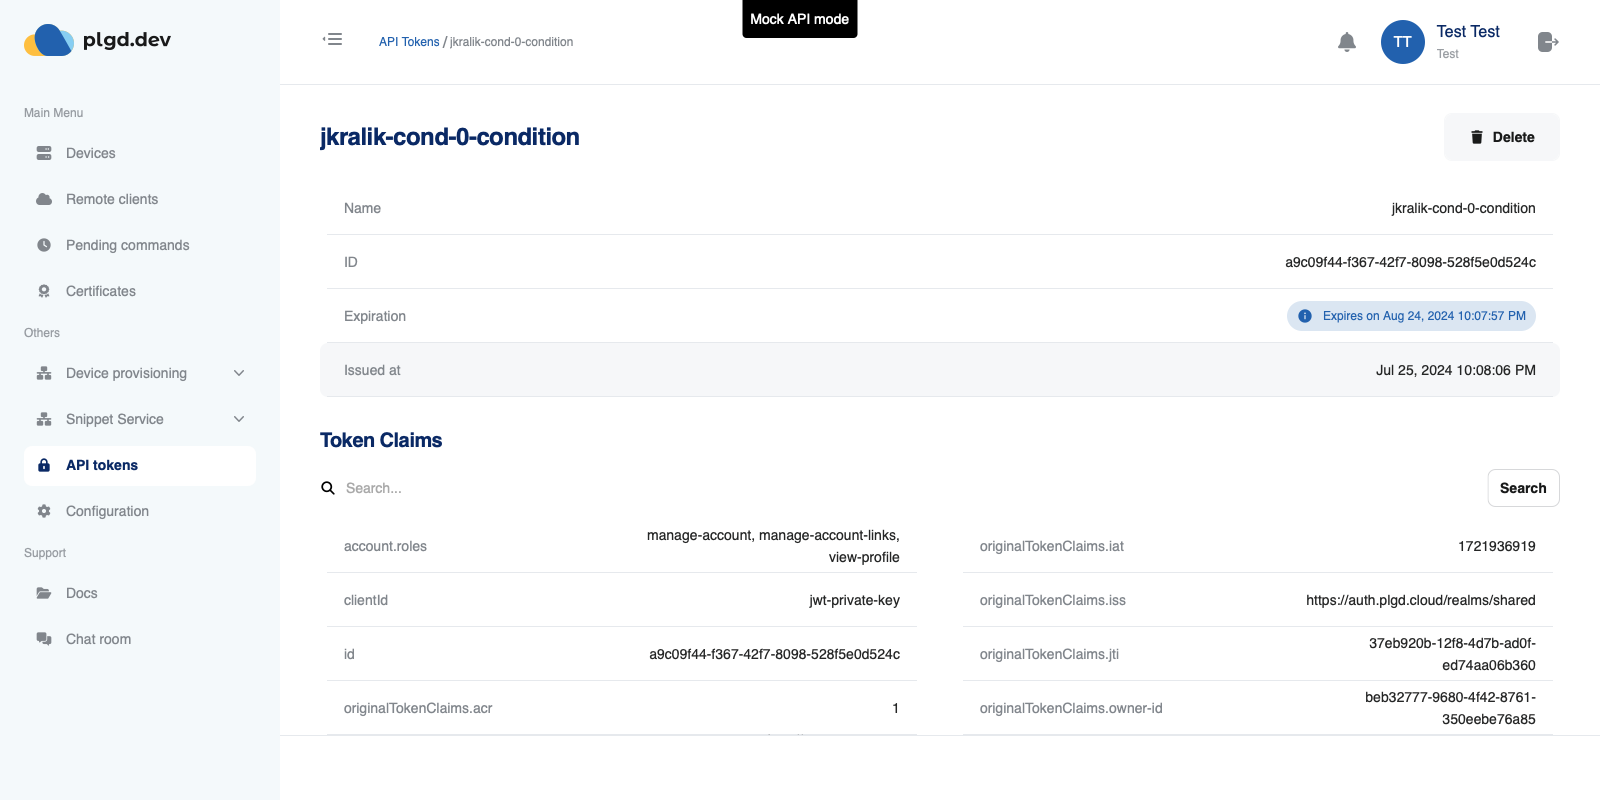 Mock API mode
plgd.dev
API Tokens / jkralik-cond-0-condition
TT
Test Test
Test
Main Menu
Devices
Remote clients
Pending commands
Certificates
Others
Device provisioning
Snippet Service
API tokens
Configuration
Support
Docs
Chat room
jkralik-cond-0-condition
Delete
Name
jkralik-cond-0-condition
ID
a9c09f44-f367-42f7-8098-528f5e0d524c
Expiration
Expires on Aug 24, 2024 10:07:57 PM
Issued at
Jul 25, 2024 10:08:06 PM
Token Claims
Search...
Search
account.roles
manage-account, manage-account-links,
view-profile
clientId
jwt-private-key
id
a9c09f44-f367-42f7-8098-528f5e0d524c
originalTokenClaims.acr
1
originalTokenClaims.iat
1721936919
originalTokenClaims.iss
https://auth.plgd.cloud/realms/shared
originalTokenClaims.jti
37eb920b-12f8-4d7b-ad0f-
ed74aa06b360
originalTokenClaims.owner-id
beb32777-9680-4f42-8761-
350eebe76a85